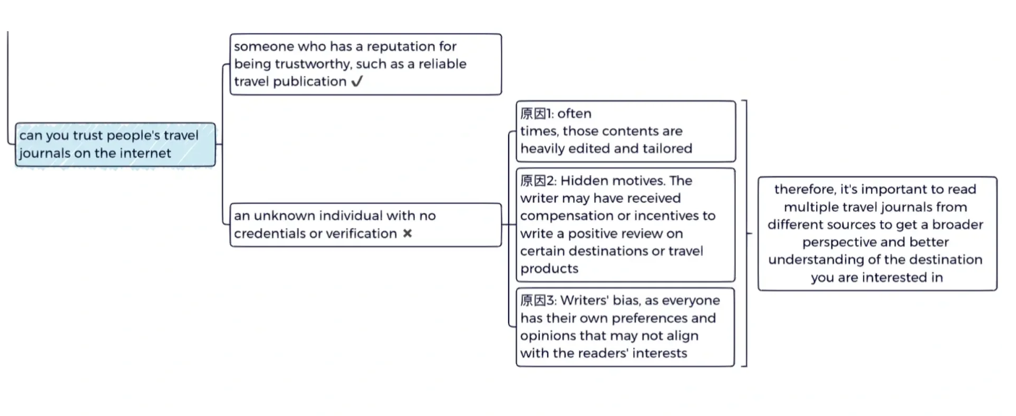 can you trust people's travel
journals on the internet
someone who has a reputation for
being trustworthy, such as a reliable
travel publication ✓
an unknown individual with no
credentials or verification ×
原因1: often
times, those contents are
heavily edited and tailored
原因2: Hidden motives. The
writer may have received
compensation or incentives to
write a positive review on
certain destinations or travel
products
原因3: Writers' bias, as everyone
has their own preferences and
opinions that may not align
with the readers' interests
therefore, it's important to read
multiple travel journals from
different sources to get a broader
perspective and better
understanding of the destination
you are interested in